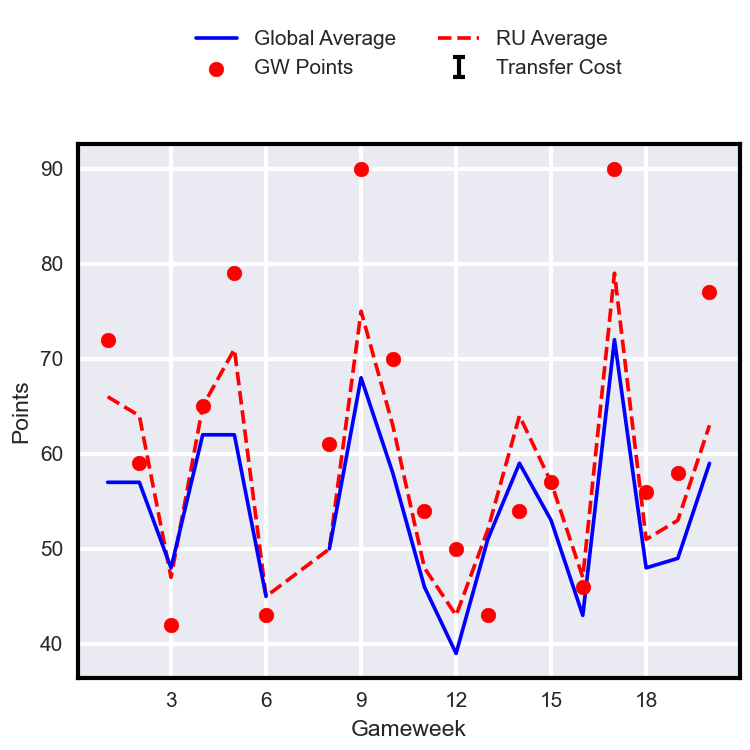 Global Average
GW Points
RU Average
Transfer Cost
90
80
70
60
50
40
Points
3 6 9 12 15 18
Gameweek